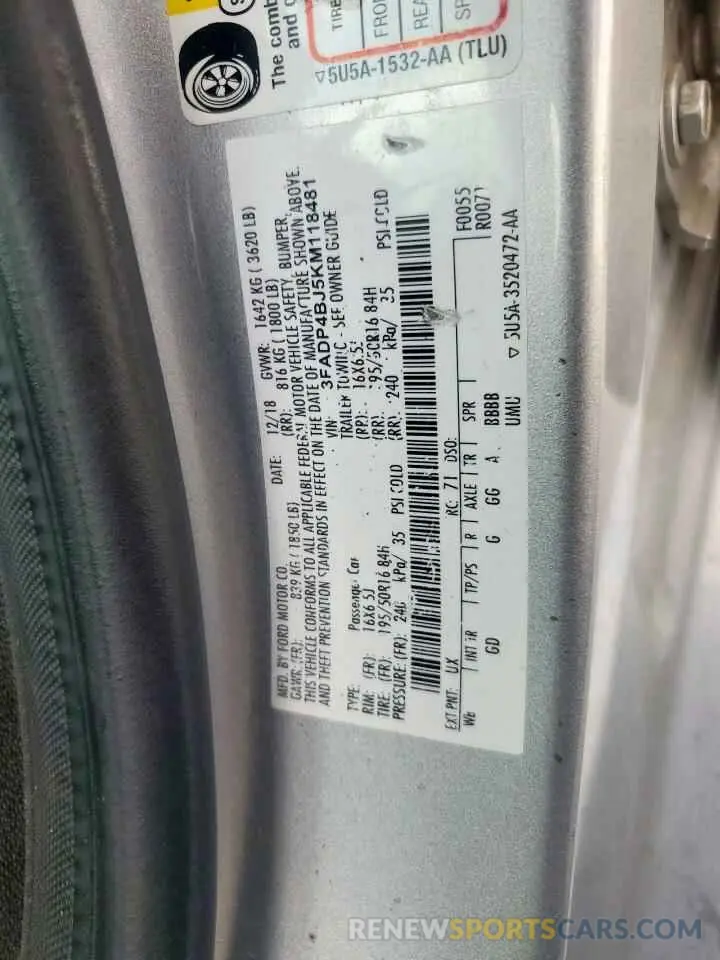 The comb
and c
TIRE
FRO
REA
SP
▽5U5A-1532-AA (TLU)
MFD. BY FORD MOTOR CO.
DATE: 12/18 GVWR: 1642 KG ( 3620 LB)
GAWR: (FR): 839 KG ( 1850 LB) (RR): 816 KG ( 1800 LB)
THIS VEHICLE CONFORMS TO ALL APPLICABLE FEDERAL MOTOR VEHICLE SAFETY, BUMPER,
AND THEFT PREVENTION STANDARDS IN EFFECT ON THE DATE OF MANUFACTURE SHOWN ABOVE.
VIN: 3FADP4BJ5KM118481
TYPE: Passenger Car TRAILER TOWING - SEE OWNER GUIDE
RIM: (FR): 16X6.5J (RR): 16X6.5J
TIRE: (FR): 195/50R16 84H (RR): 195/50R16 84H
PRESSURE: (FR): 240 kPa/ 35 PSI COLD (RR): 240 kPa/ 35 PSI COLD
EXT PNT: UX RC: 71 DSO: F0055
WB INT TR TP/PS R AXLE TR SPR R0071
GD G GG A BBBB
UMU
▽ 5U5A-3520472-AA
RENEWSPORTSCARS.COM